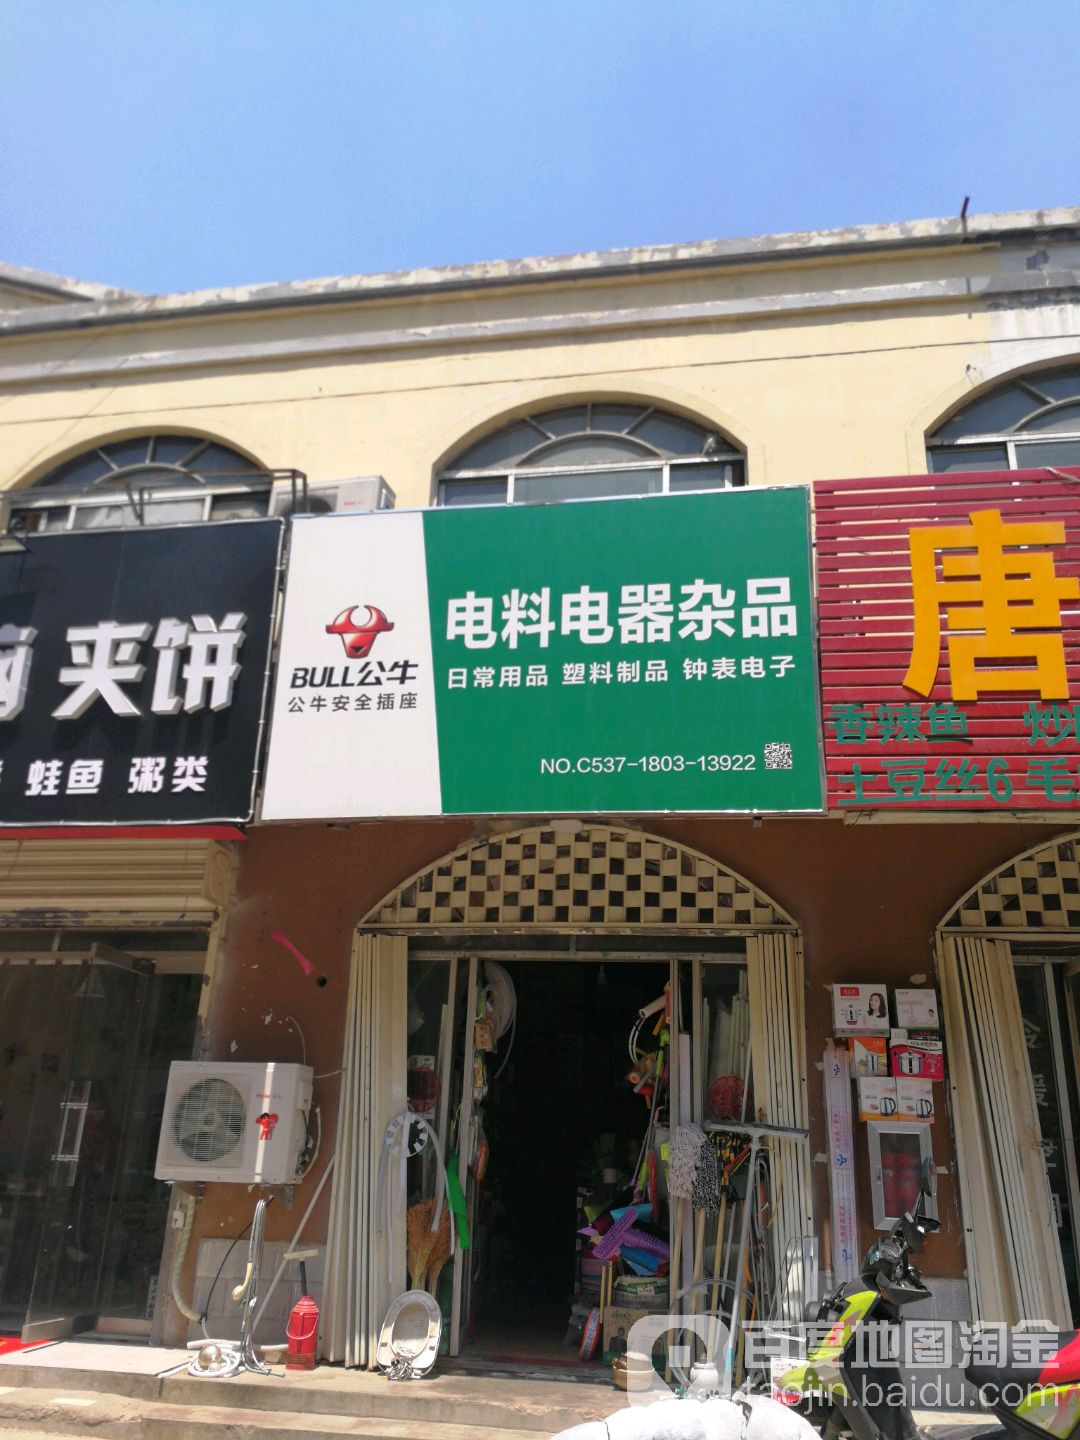 夹饼
蛙鱼 粥类
BULL公牛
公牛安全插座
电料电器杂品
日常用品 塑料制品 钟表电子
NO.C537-1803-13922
唐
香辣鱼 炒
土豆丝6 毛
Haier
百度地图淘金
taojin.baidu.com